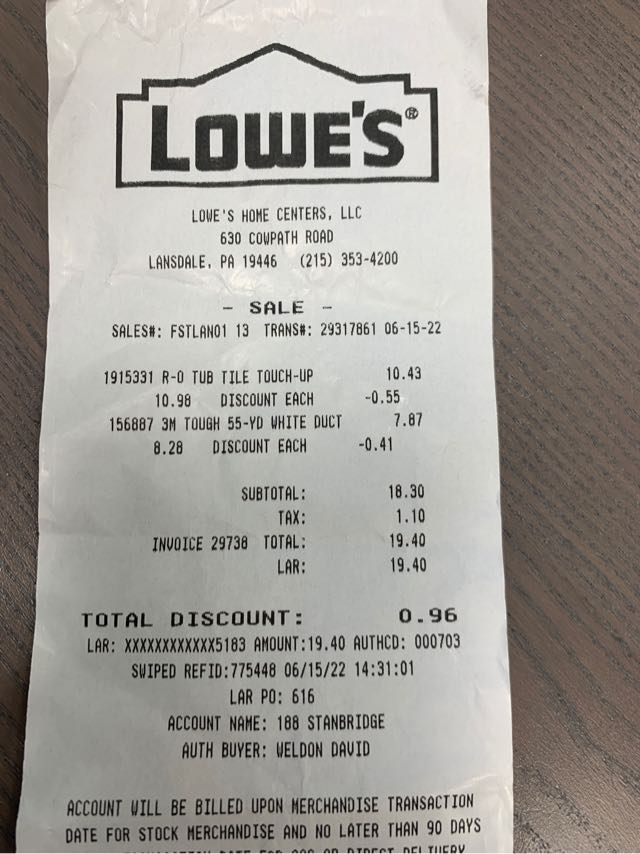 LOWE'S®
LOWE'S HOME CENTERS, LLC
630 COWPATH ROAD
LANSDALE, PA 19446 (215) 353-4200
- SALE -
SALES#: FSTLAN01 13 TRANS#: 29317861 06-15-22
1915331 R-O TUB TILE TOUCH-UP 10.43
10.98 DISCOUNT EACH -0.55
156887 3M TOUGH 55-YD WHITE DUCT 7.87
8.28 DISCOUNT EACH -0.41
SUBTOTAL: 18.30
TAX: 1.10
INVOICE 29738 TOTAL: 19.40
LAR: 19.40
TOTAL DISCOUNT: 0.96
LAR: XXXXXXXXXXXX5183 AMOUNT:19.40 AUTHCD: 000703
SWIPED REFID:775448 06/15/22 14:31:01
LAR PO: 616
ACCOUNT NAME: 188 STANBRIDGE
AUTH BUYER: WELDON DAVID
ACCOUNT WILL BE BILLED UPON MERCHANDISE TRANSACTION
DATE FOR STOCK MERCHANDISE AND NO LATER THAN 90 DAYS
DIRECT DELIVERY